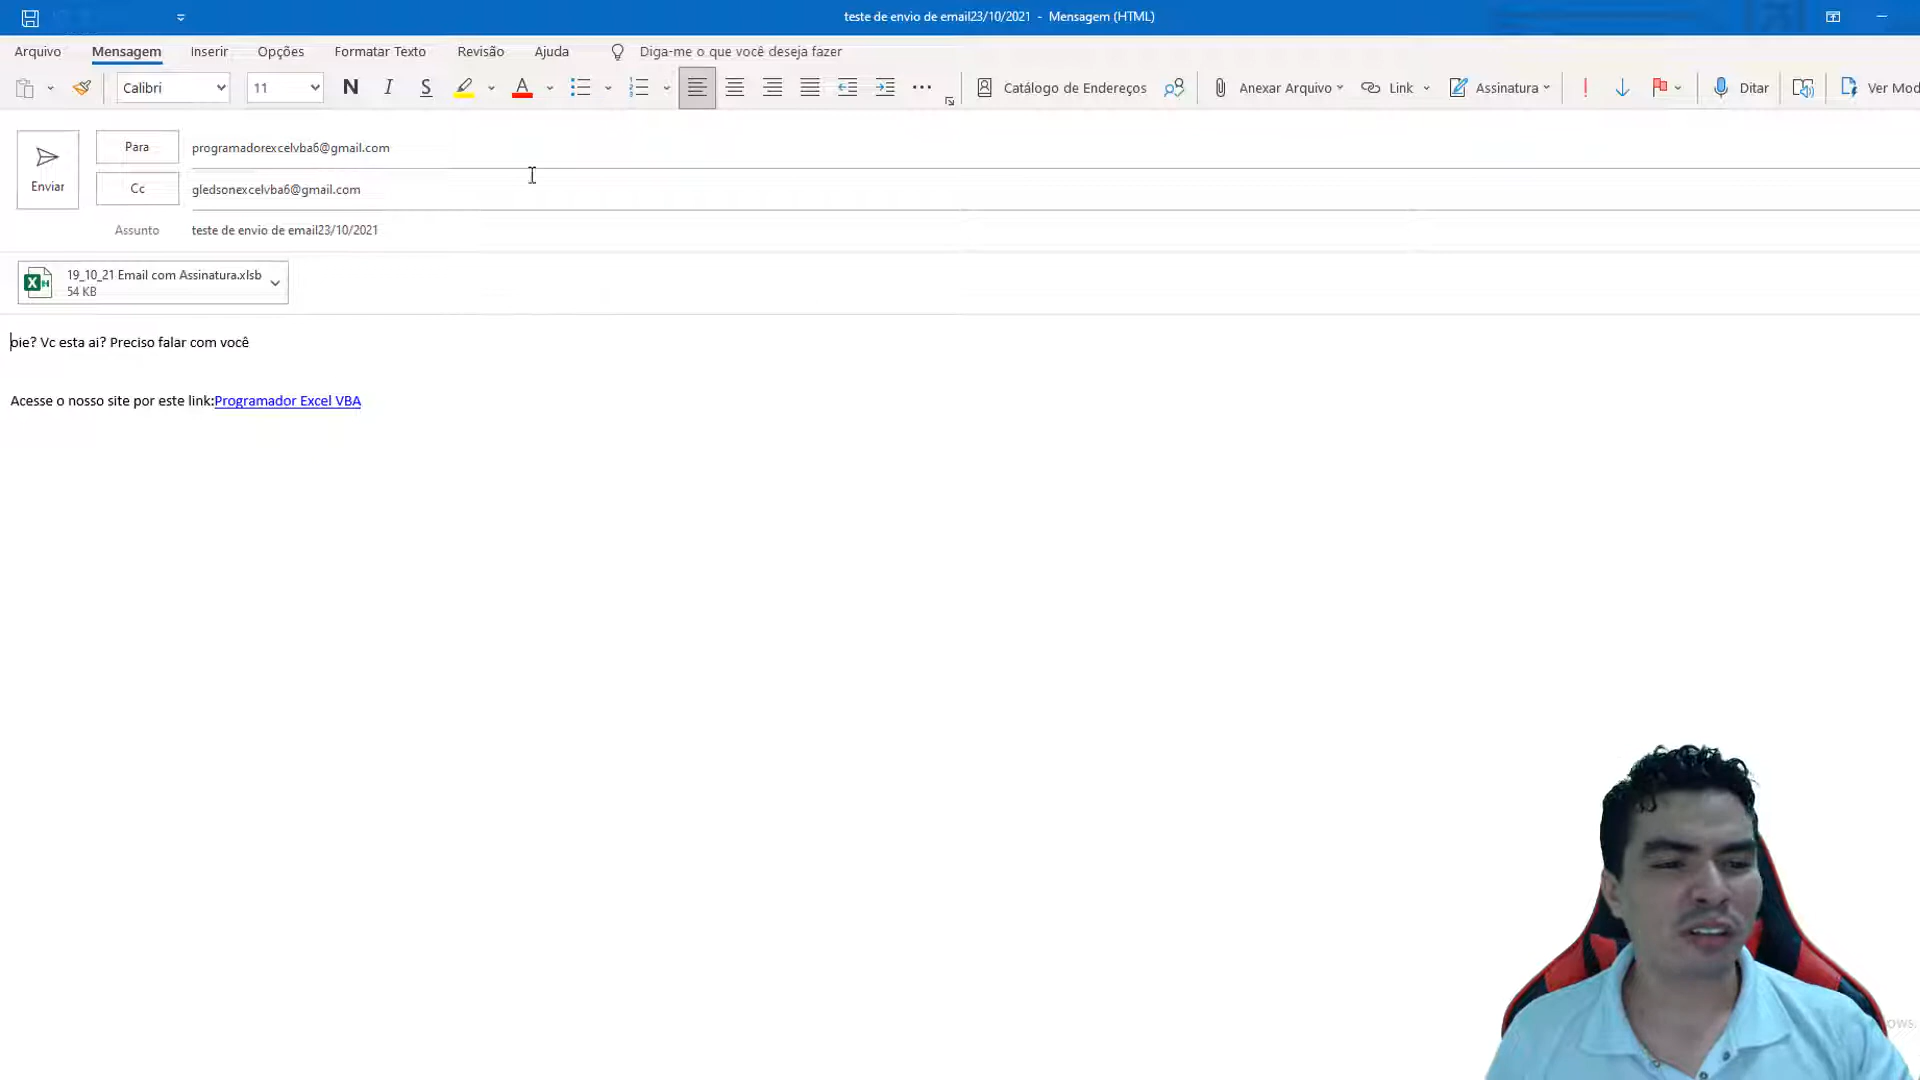 teste de envio de email23/10/2021 - Mensagem (HTML)
Arquivo Mensagem Inserir Opções Formatar Texto Revisão Ajuda Diga-me o que você deseja fazer
Calibri 11 N I S A Catálogo de Endereços Anexar Arquivo Link Assinatura Ditar Ver Mod
Enviar
Para programadorexcelvba6@gmail.com
Cc gledsonexcelvba6@gmail.com
Assunto teste de envio de email23/10/2021
19_10_21 Email com Assinatura.xlsb
54 KB
oie? Vc esta ai? Preciso falar com você
Acesse o nosso site por este link:Programador Excel VBA
ows.